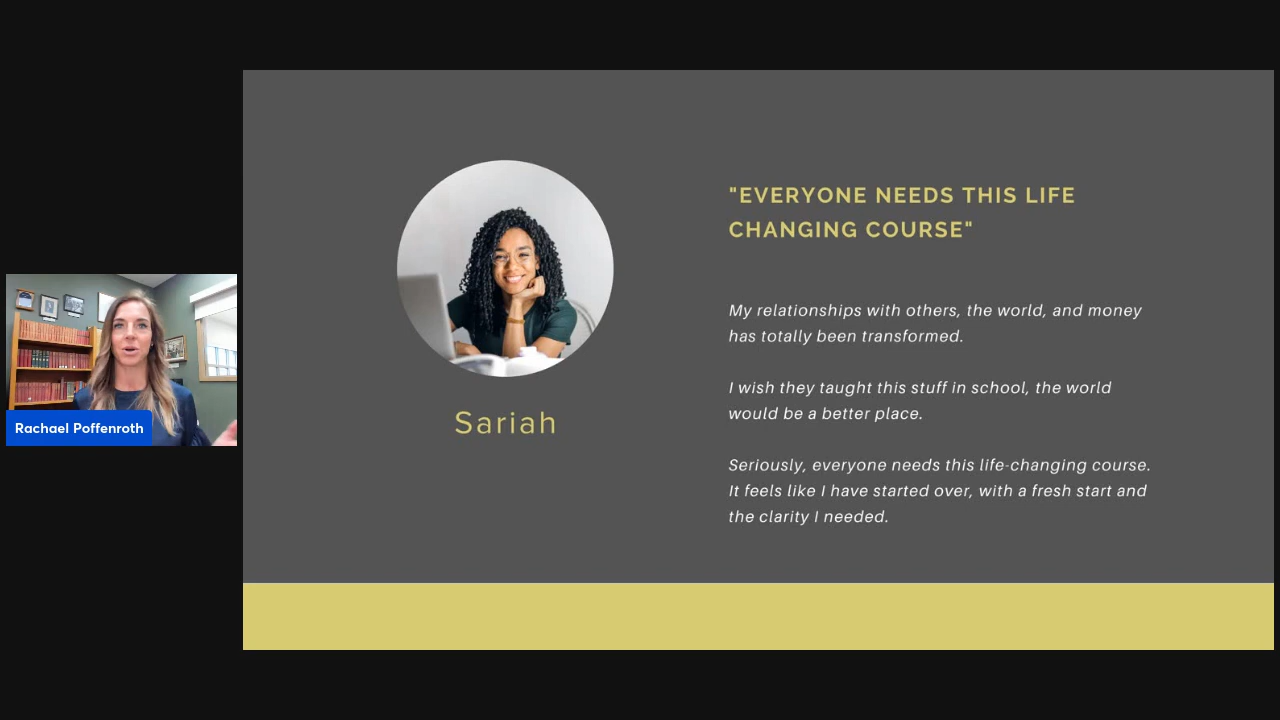 Rachael Poffenroth
Sariah
"EVERYONE NEEDS THIS LIFE
CHANGING COURSE"
My relationships with others, the world, and money
has totally been transformed.
I wish they taught this stuff in school, the world
would be a better place.
Seriously, everyone needs this life-changing course.
It feels like I have started over, with a fresh start and
the clarity I needed.